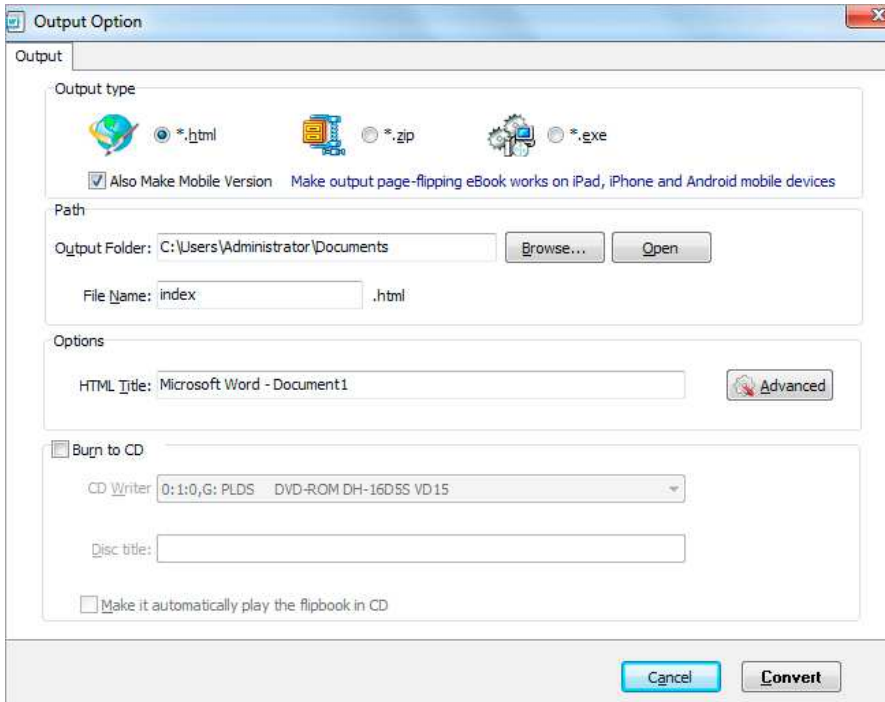 Output Option
Output
Output type
*.html *.zip *.exe
Also Make Mobile Version Make output page-flipping eBook works on iPad, iPhone and Android mobile devices
Path
Output Folder: C:\Users\Administrator\Documents Browse... Open
File Name: index .html
Options
HTML Title: Microsoft Word - Document1 Advanced
Burn to CD
CD Writer 0:1:0,G: PLDS DVD-ROM DH-16D5S VD15
Disc title:
Make it automatically play the flipbook in CD
Cancel Convert